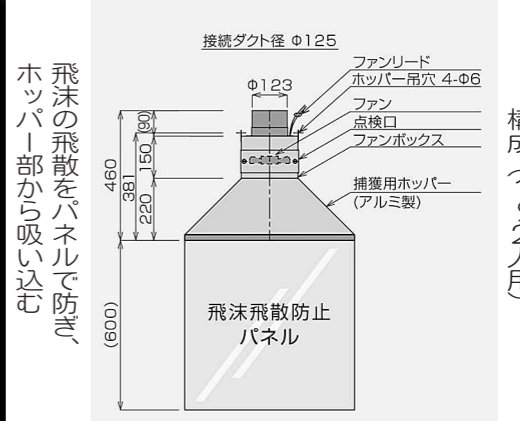 接続ダクト径 Φ125
Φ123
ファンリード
ホッパー吊穴 4-Φ6
ファン
点検口
ファンボックス
捕獲用ホッパー
(アルミ製)
(90)
150
220
381
460
(600)
飛沫飛散防止
パネル
飛沫の飛散をパネルで防ぎ、
ホッパー部から吸い込む